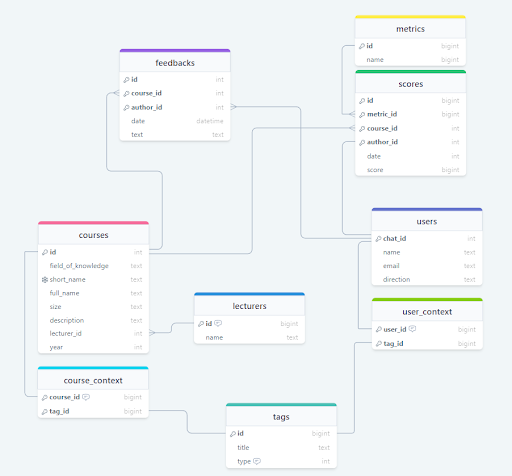 metrics
id bigint
name bigint
feedbacks
id int
course_id int
author_id int
date datetime
text text
scores
id bigint
metric_id bigint
course_id int
author_id int
date int
score bigint
courses
id int
field_of_knowledge text
short_name text
full_name text
size text
description text
lecturer_id int
year int
users
chat_id int
name text
email text
direction text
lecturers
id bigint
name text
user_context
user_id bigint
tag_id bigint
course_context
course_id bigint
tag_id bigint
tags
id bigint
title text
type int